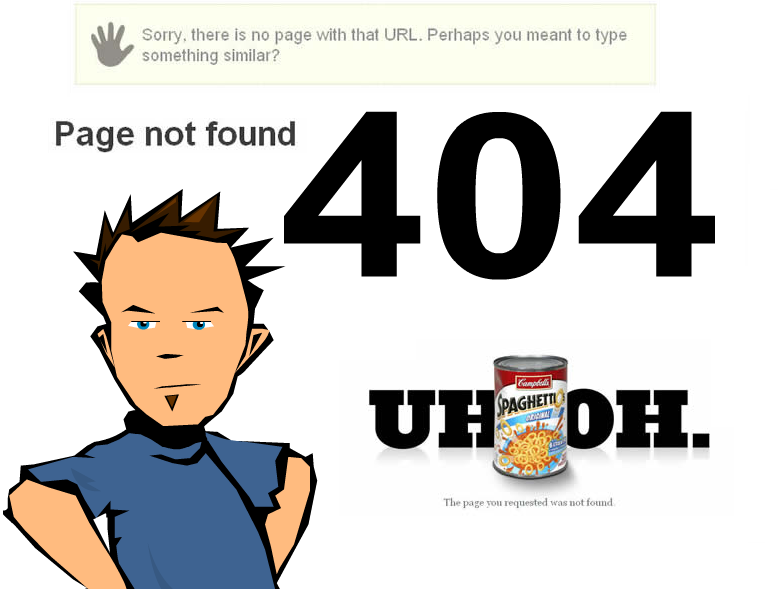 Sorry, there is no page with that URL. Perhaps you meant to type
something similar?
Page not found
404
Campbell's
SPAGHETTIOS
ORIGINAL
UH OH.
The page you requested was not found.